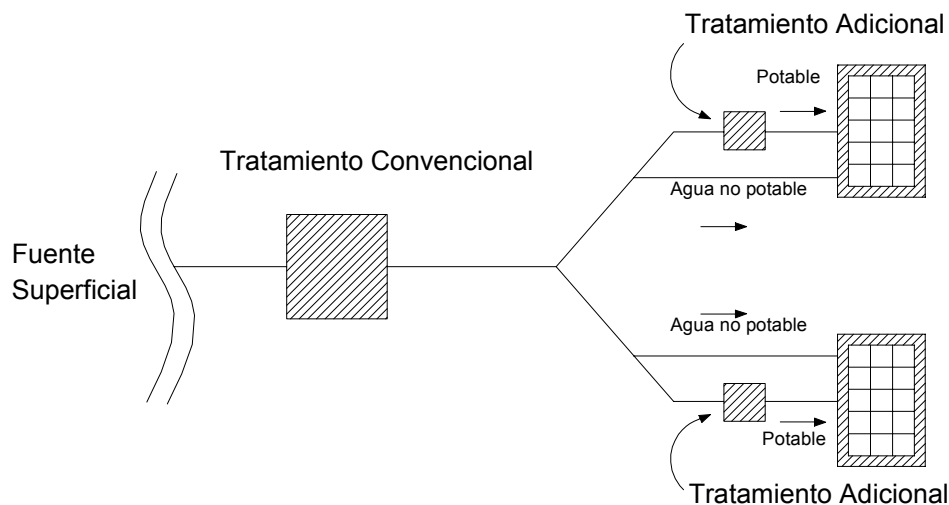 Tratamiento Adicional
Potable
Tratamiento Convencional
Agua no potable
Fuente
Superficial
Agua no potable
Potable
Tratamiento Adicional